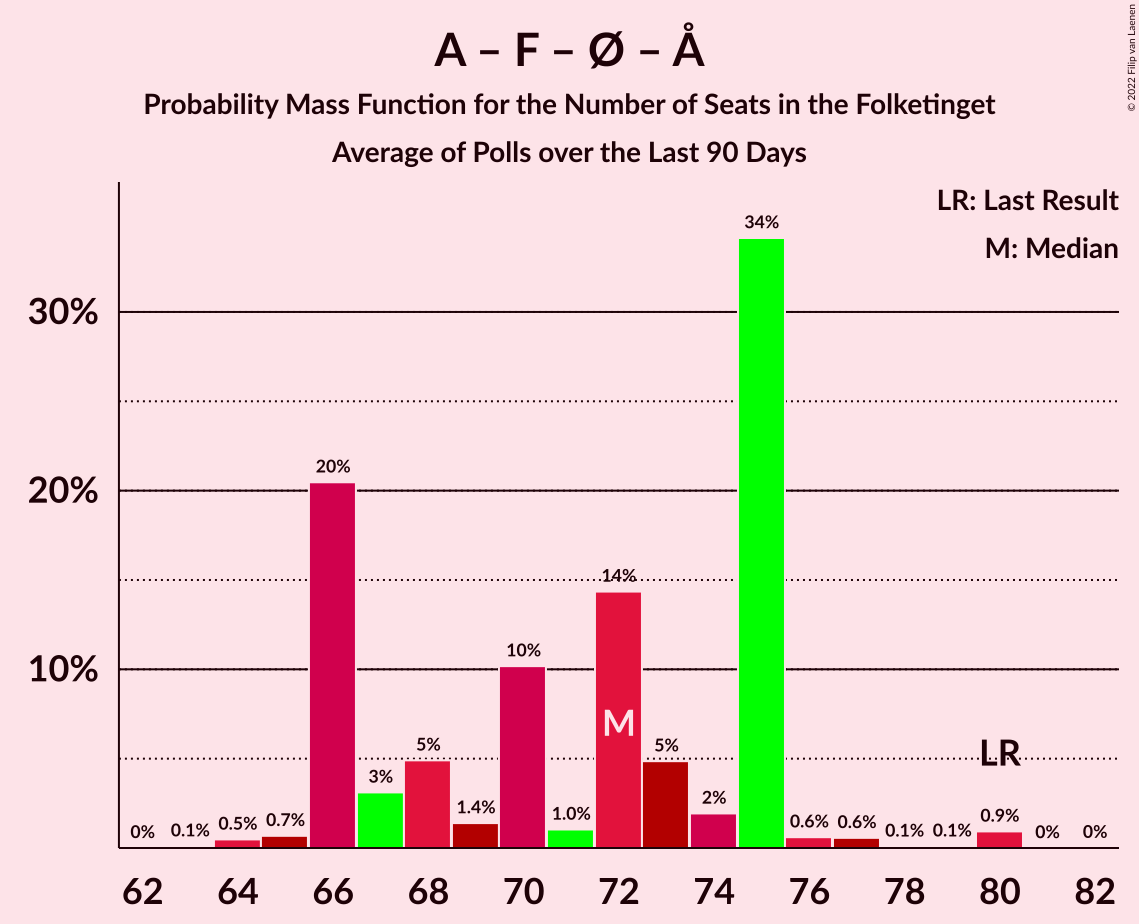 A – F – Ø – Å
Probability Mass Function for the Number of Seats in the Folketinget
Average of Polls over the Last 90 Days
© 2022 Filip van Laenen
LR: Last Result
M: Median
30%
20%
10%
0%
0.1%
0.5%
0.7%
20%
3%
5%
1.4%
10%
1.0%
14%
5%
2%
34%
0.6%
0.6%
0.1%
0.1%
0.9%
0%
0%
M
LR
62 64 66 68 70 72 74 76 78 80 82